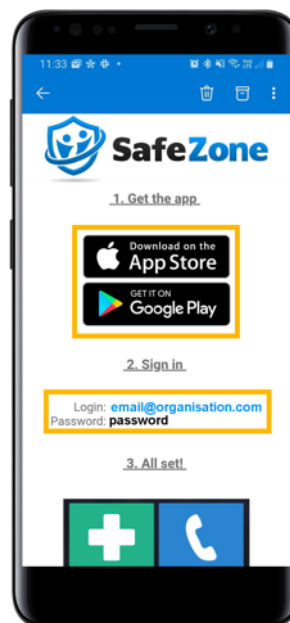 11:33
SafeZone
1. Get the app
Download on the
App Store
GET IT ON
Google Play
2. Sign in
Login: email@organisation.com
Password: password
3. All set!